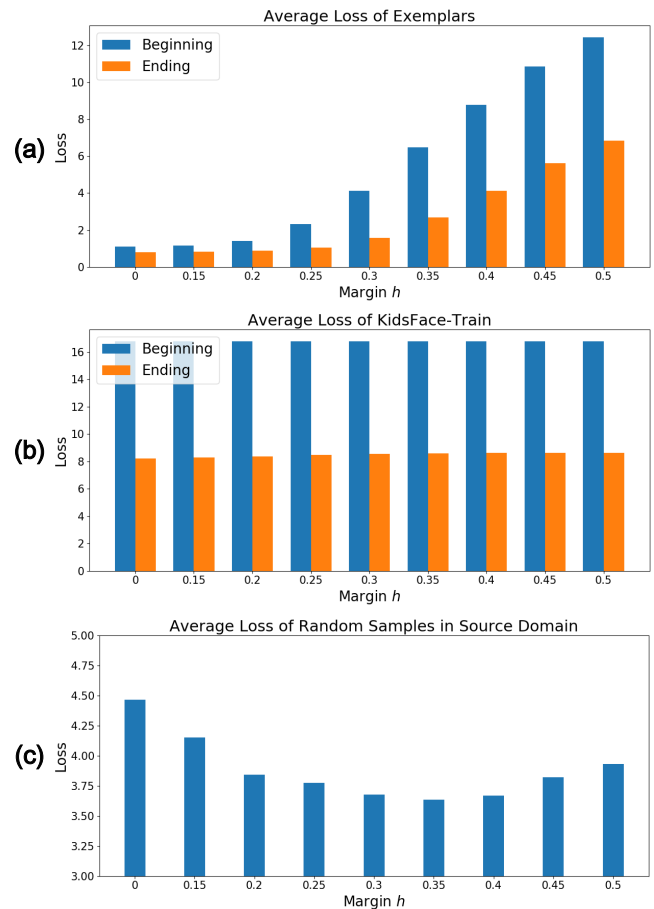 Average Loss of Exemplars
Beginning
Ending
(a)
Loss
12
10
8
6
4
2
0
0 0.15 0.2 0.25 0.3 0.35 0.4 0.45 0.5
Margin h
Average Loss of KidsFace-Train
Beginning
Ending
(b)
Loss
16
14
12
10
8
6
4
2
0
0 0.15 0.2 0.25 0.3 0.35 0.4 0.45 0.5
Margin h
Average Loss of Random Samples in Source Domain
(c)
Loss
5.00
4.75
4.50
4.25
4.00
3.75
3.50
3.25
3.00
0 0.15 0.2 0.25 0.3 0.35 0.4 0.45 0.5
Margin h